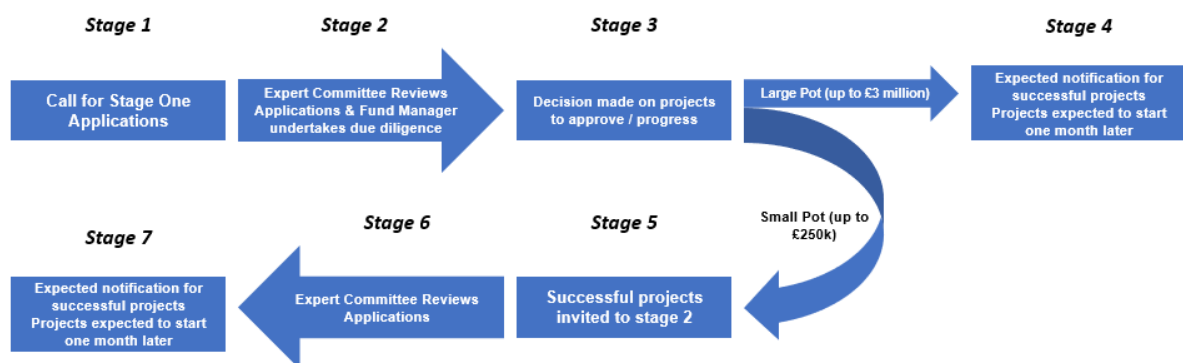 Stage 1
Stage 2
Stage 3
Stage 4
Call for Stage One
Applications
Expert Committee Reviews
Applications & Fund Manager
undertakes due diligence
Decision made on projects
to approve / progress
Large Pot (up to £3 million)
Expected notification for
successful projects
Projects expected to start
one month later
Small Pot (up to
£250k)
Stage 5
Stage 6
Stage 7
Successful projects
invited to stage 2
Expert Committee Reviews
Applications
Expected notification for
successful projects
Projects expected to start
one month later